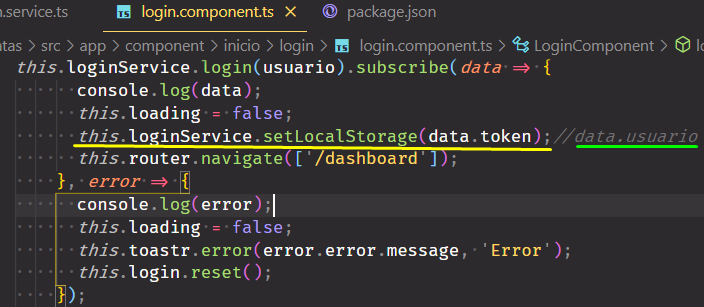 n.service.ts
TS login.component.ts × package.json
atas > src > app > component > inicio > login > TS login.component.ts > LoginComponent > 
this.loginService.login(usuario).subscribe(data => {
console.log(data);
this.loading = false;
this.loginService.setLocalStorage(data.token);//data.usuario
this.router.navigate(['/dashboard']);
}, error => {
console.log(error);
this.loading = false;
this.toastr.error(error.error.message, 'Error');
this.login.reset();
});